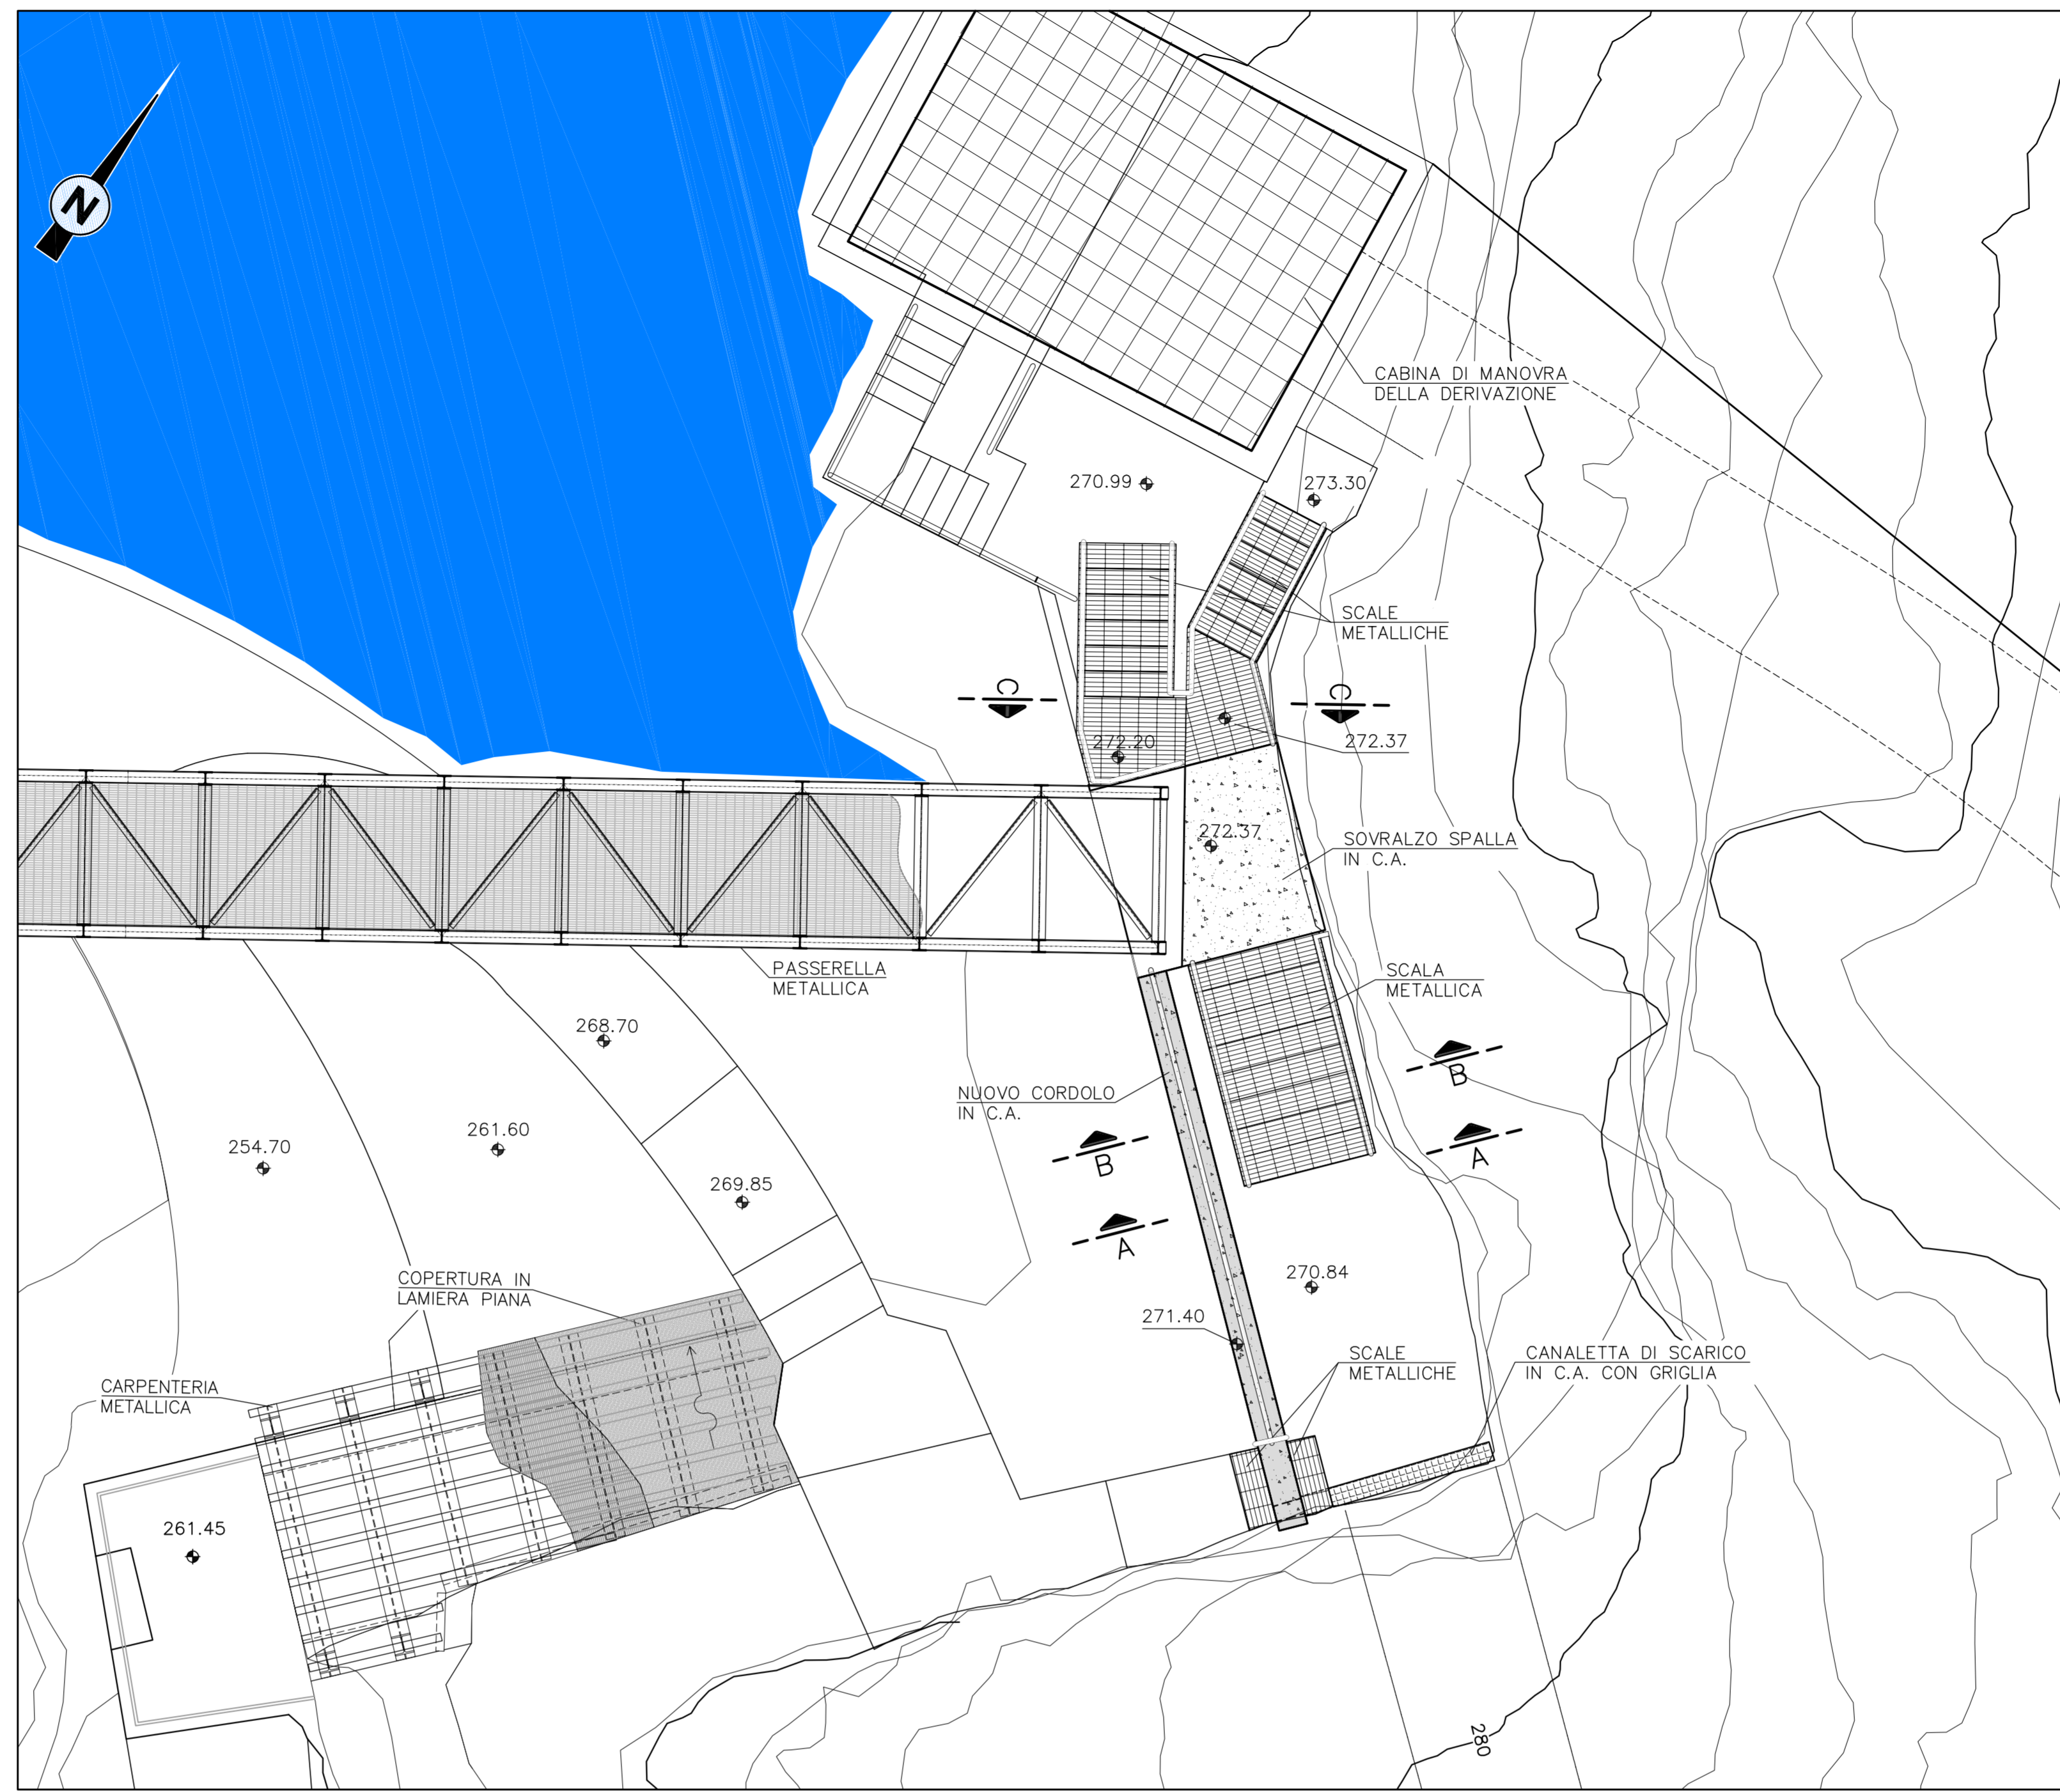 N
CABINA DI MANOVRA
DELLA DERIVAZIONE
270.99
273.30
SCALE
METALLICHE
C
C
272.20
272.37
272.37
SOVRALZO SPALLA
IN C.A.
PASSERELLA
METALLICA
SCALA
METALLICA
268.70
NUOVO CORDOLO
IN C.A.
B
B
254.70
261.60
A
A
269.85
COPERTURA IN
LAMIERA PIANA
270.84
271.40
SCALE
METALLICHE
CANALETTA DI SCARICO
IN C.A. CON GRIGLIA
CARPENTERIA
METALLICA
261.45
280